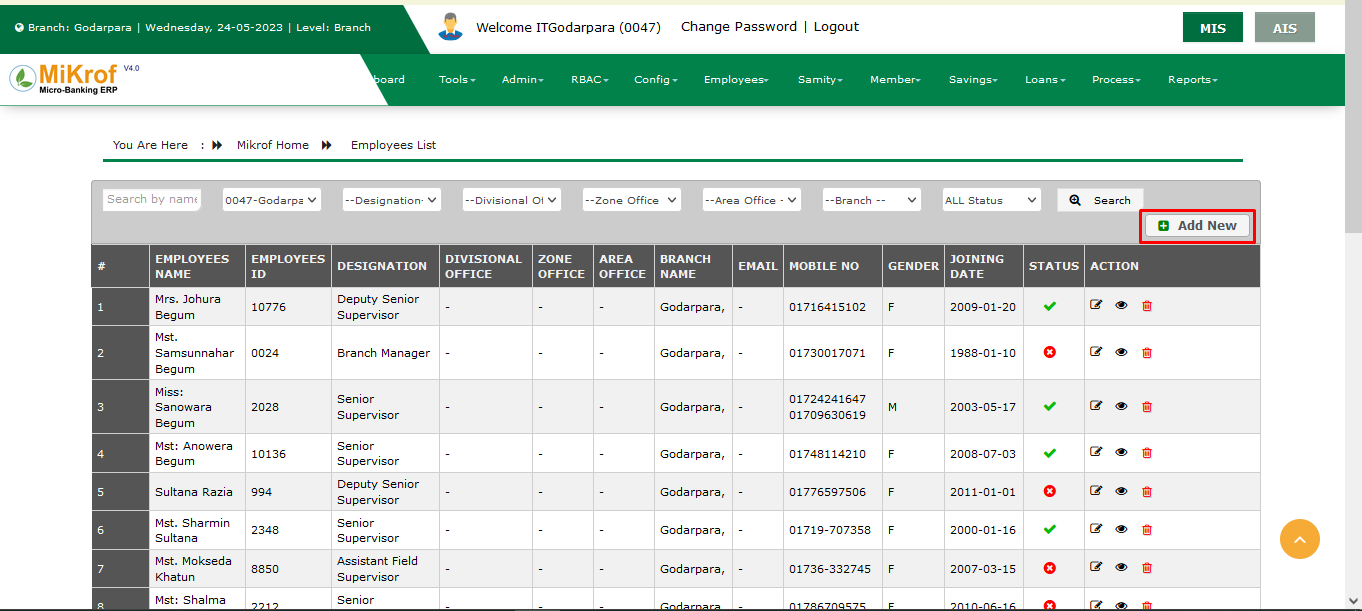 Branch: Godarpara | Wednesday, 24-05-2023 | Level: Branch
Welcome ITGodarpara (0047) Change Password | Logout
MIS AIS
MiKrof V4.0
Micro-Banking ERP
board Tools Admin RBAC Config Employees Samity Member Savings Loans Process Reports
You Are Here : Mikrof Home Employees List
Search by name 0047-Godarpa --Designation- --Divisional Of --Zone Office --Area Office - --Branch -- ALL Status Search
Add New
# EMPLOYEES NAME EMPLOYEES ID DESIGNATION DIVISIONAL OFFICE ZONE OFFICE AREA OFFICE BRANCH NAME EMAIL MOBILE NO GENDER JOINING DATE STATUS ACTION
1 Mrs. Johura Begum 10776 Deputy Senior Supervisor - - - Godarpara, - 01716415102 F 2009-01-20
2 Mst. Samsunnahar Begum 0024 Branch Manager - - - Godarpara, - 01730017071 F 1988-01-10
3 Miss: Sanowara Begum 2028 Senior Supervisor - - - Godarpara, - 01724241647 01709630619 M 2003-05-17
4 Mst: Anowera Begum 10136 Senior Supervisor - - - Godarpara, - 01748114210 F 2008-07-03
5 Sultana Razia 994 Deputy Senior Supervisor - - - Godarpara, - 01776597506 F 2011-01-01
6 Mst. Sharmin Sultana 2348 Senior Supervisor - - - Godarpara, - 01719-707358 F 2000-01-16
7 Mst. Mokseda Khatun 8850 Assistant Field Supervisor - - - Godarpara, - 01736-332745 F 2007-03-15
8 Mst: Shalma 2212 Senior - - - Godarpara, - 01786709575 F 2010-06-16